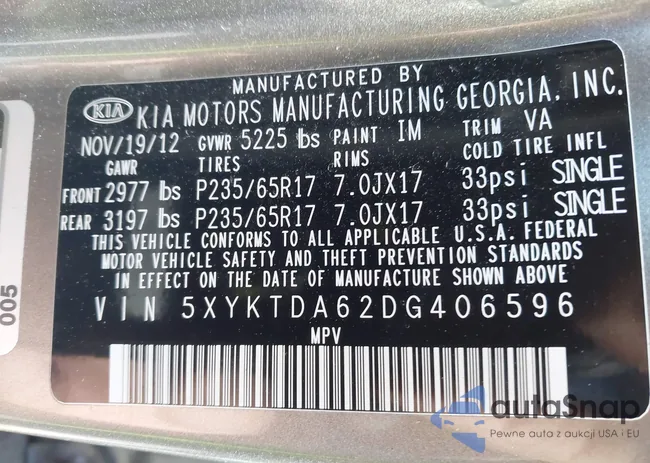 MANUFACTURED BY
KIA KIA MOTORS MANUFACTURING GEORGIA, INC.
NOV/19/12 GVWR 5225 lbs PAINT IM TRIM VA
GAWR TIRES RIMS COLD TIRE INFL
FRONT 2977 lbs P235/65R17 7.0JX17 33psi SINGLE
REAR 3197 lbs P235/65R17 7.0JX17 33psi SINGLE
THIS VEHICLE CONFORMS TO ALL APPLICABLE U.S.A. FEDERAL
MOTOR VEHICLE SAFETY AND THEFT PREVENTION STANDARDS
IN EFFECT ON THE DATE OF MANUFACTURE SHOWN ABOVE
VIN 5XYKTDA62DG406596
MPV
005
autaSnap
Pewne auta z aukcji USA i EU